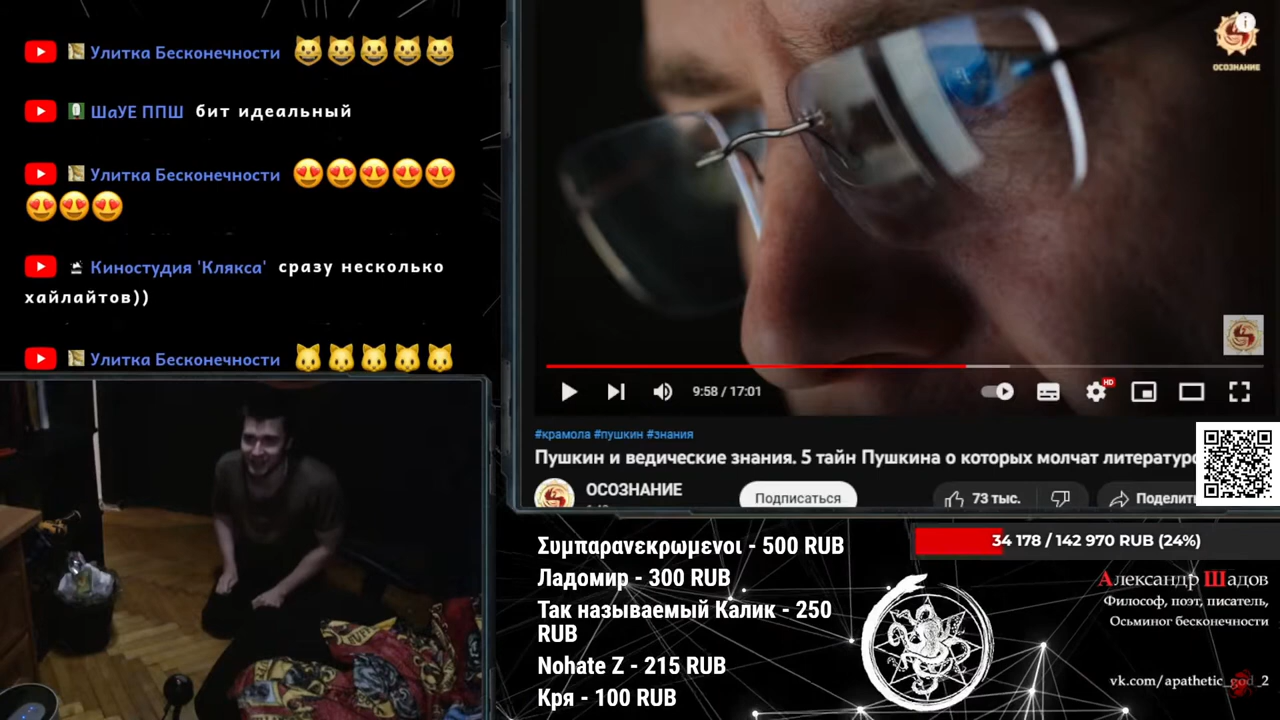 Улитка Бесконечности
ШаУЕ ППШ бит идеальный
Улитка Бесконечности
Киностудия 'Клякса' сразу несколько
хайлайтов))
Улитка Бесконечности
ОСОЗНАНИЕ
9:58 / 17:01
HD
#крамола #пушкин #знания
Пушкин и ведические знания. 5 тайн Пушкина о которых молчат литературо
ОСОЗНАНИЕ
Подписаться
73 тыс.
Поделить
Συμπαρανεκρωμενοι - 500 RUB
Ладомир - 300 RUB
Так называемый Калик - 250
RUB
Nohate Z - 215 RUB
Кря - 100 RUB
34 178 / 142 970 RUB (24%)
Александр Шадов
Философ, поэт, писатель,
Осьминог бесконечности
vk.com/apathetic_god_2